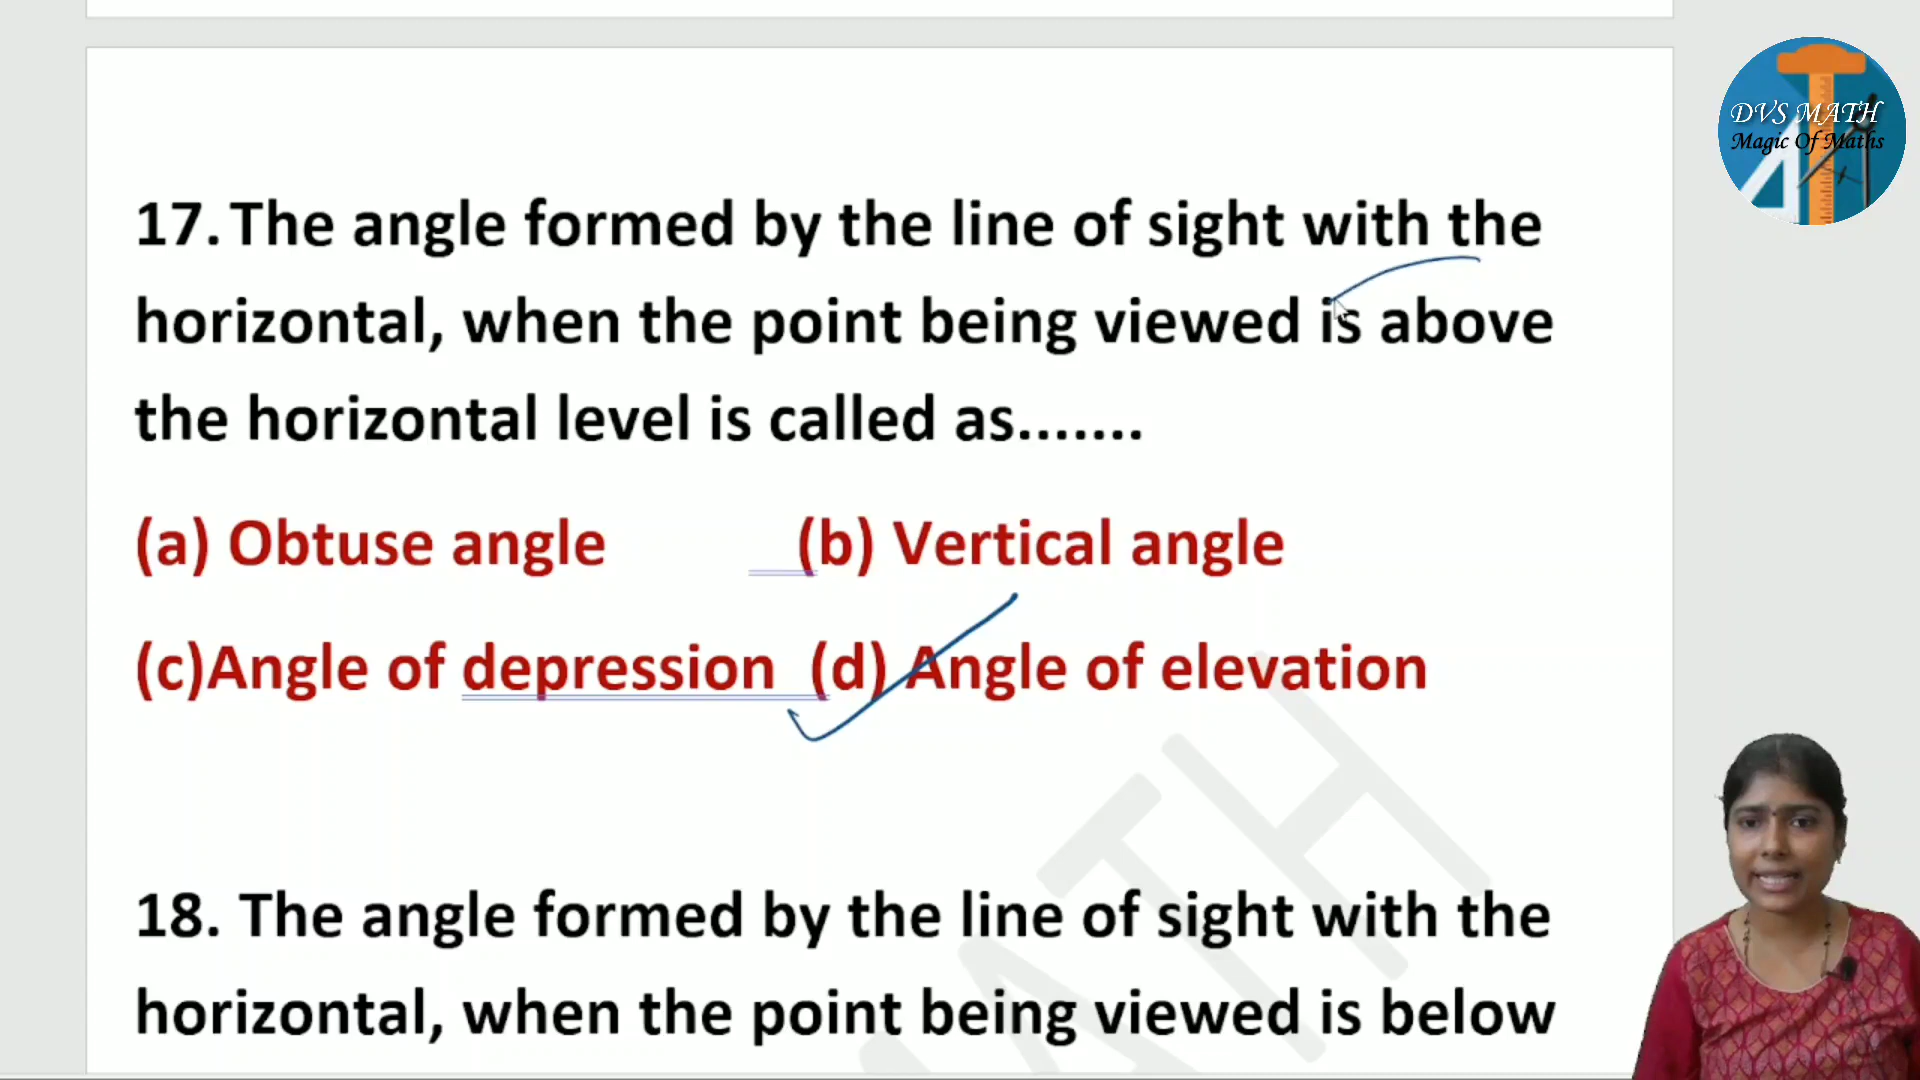 DVS MATH
Magic Of Maths
17. The angle formed by the line of sight with the
horizontal, when the point being viewed is above
the horizontal level is called as.......
(a) Obtuse angle (b) Vertical angle
(c)Angle of depression (d) Angle of elevation
18. The angle formed by the line of sight with the
horizontal, when the point being viewed is below
MATH